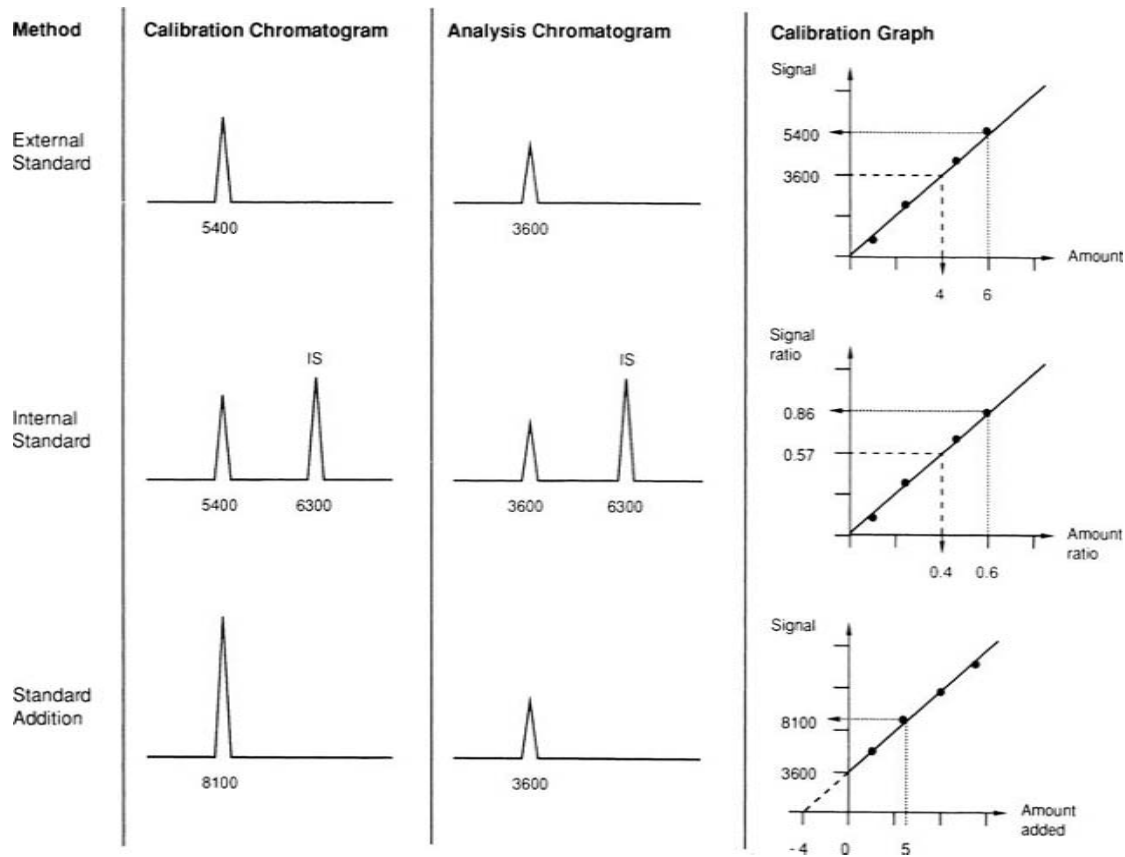 Method
Calibration Chromatogram
Analysis Chromatogram
Calibration Graph
External
Standard
5400
3600
Signal
5400
3600
Amount
4 6
Internal
Standard
IS
5400 6300
IS
3600 6300
Signal
ratio
0.86
0.57
Amount
ratio
0.4 0.6
Standard
Addition
8100
3600
Signal
8100
3600
Amount
added
-4 0 5